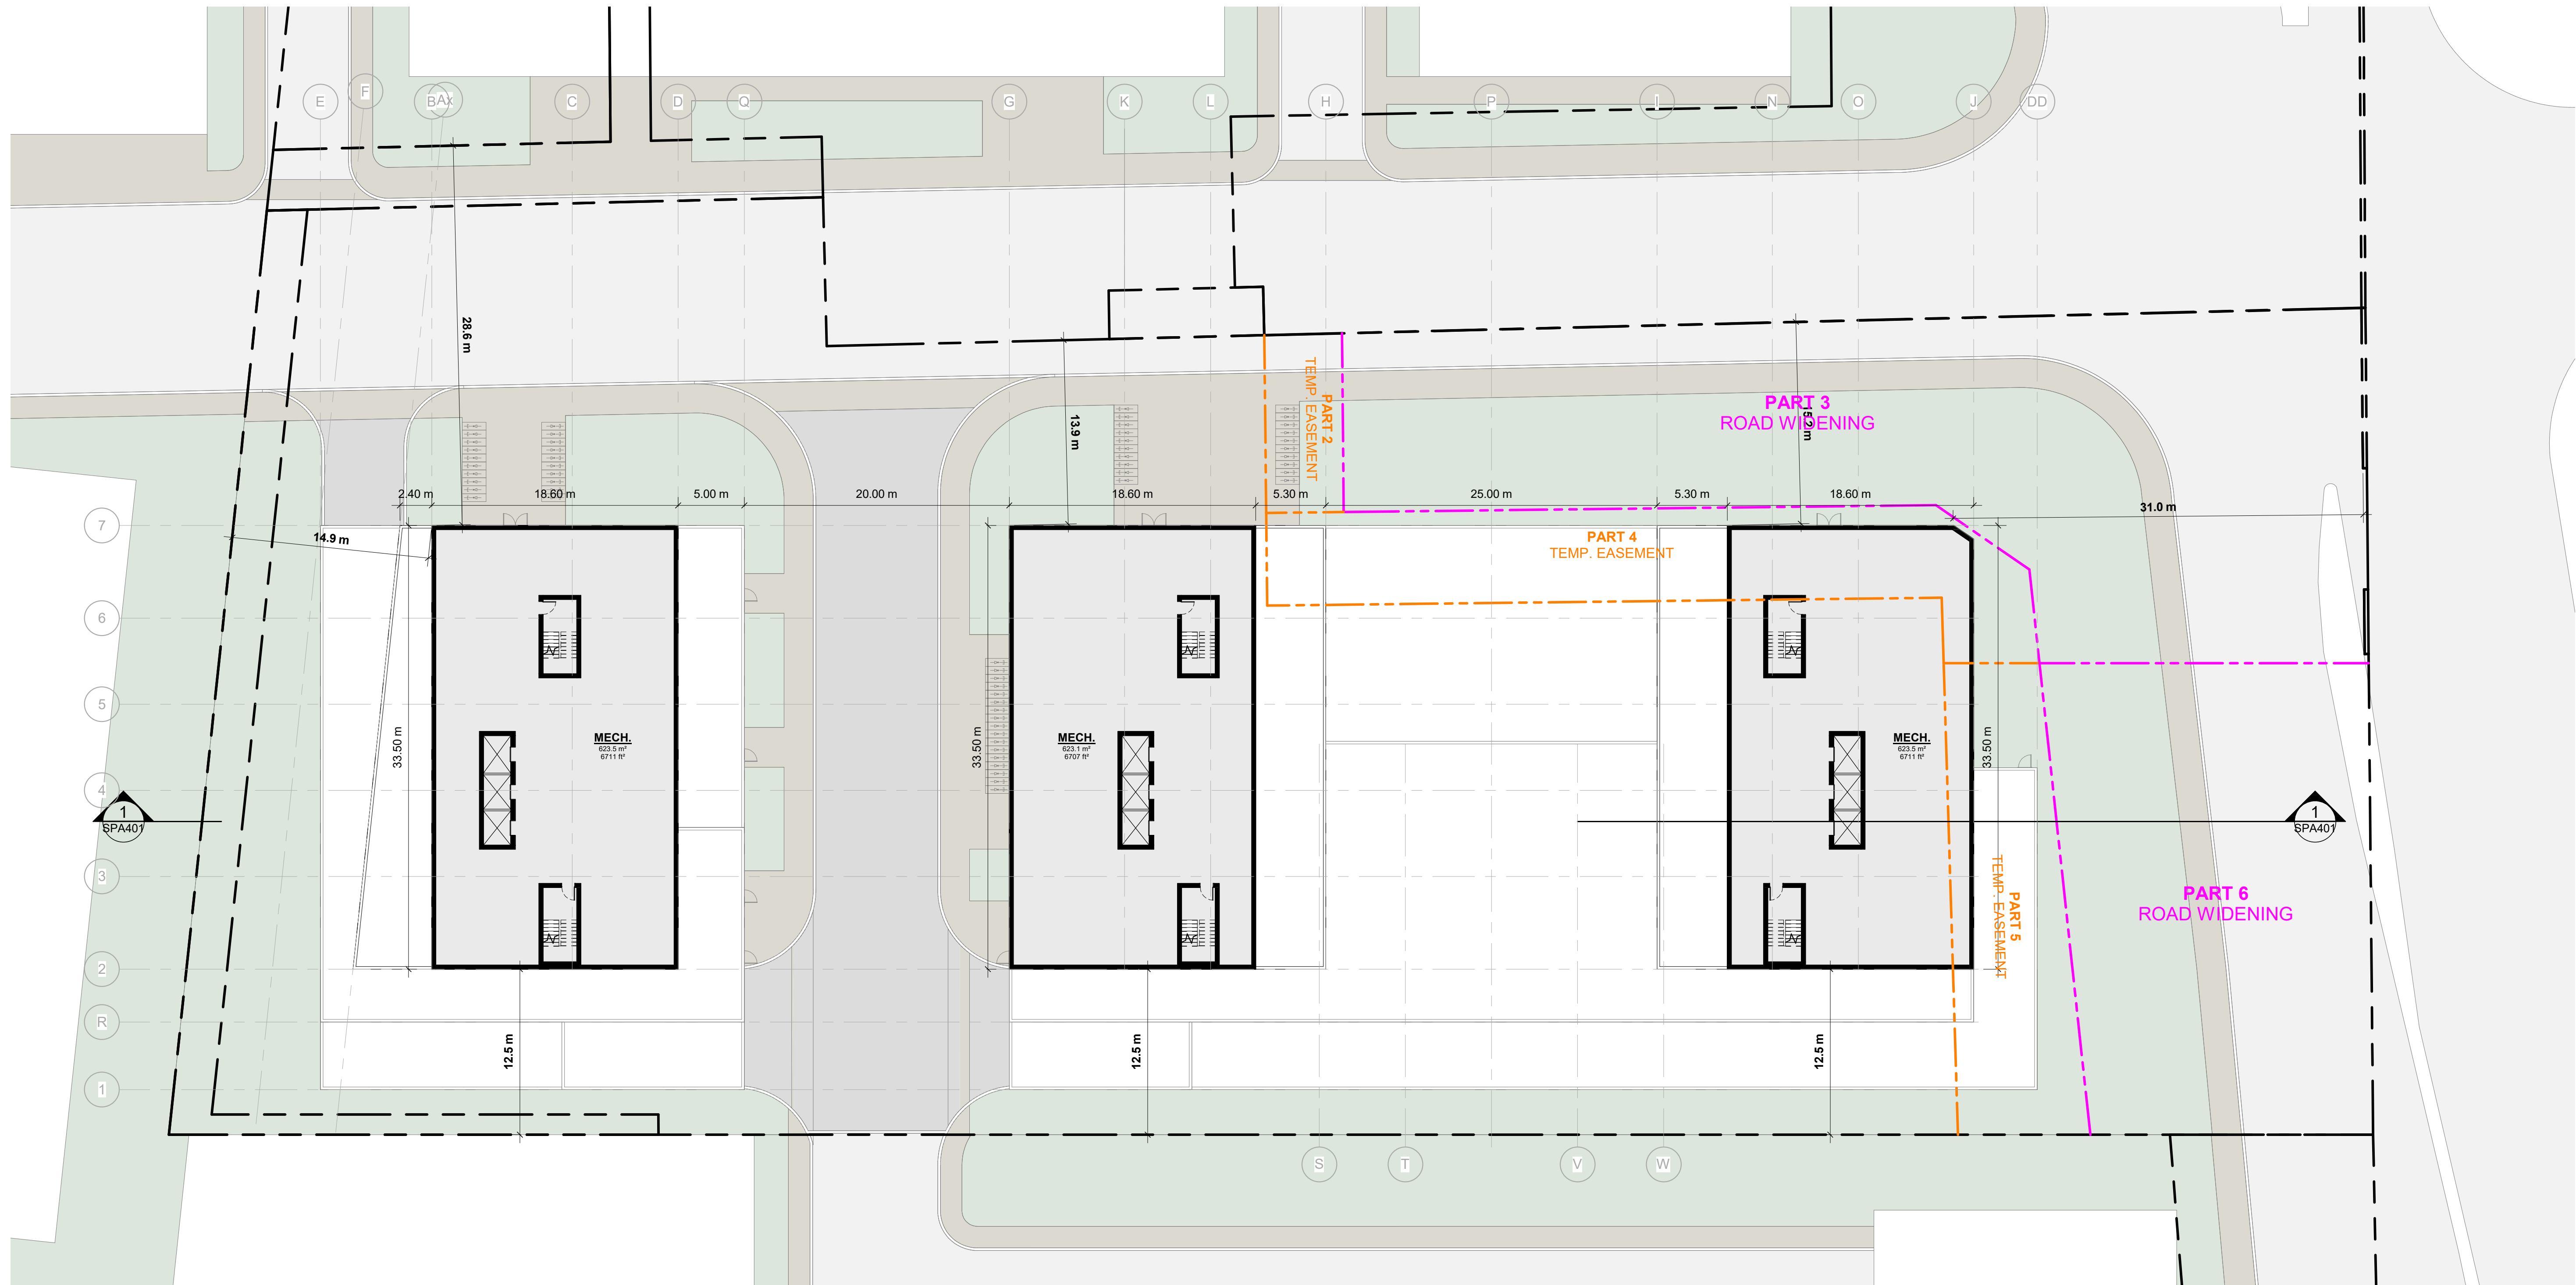 E
F
B
Ax
C
D
Q
G
K
L
H
P
I
N
O
J
DD
28.6 m
13.9 m
15.2 m
PART 2
TEMP. EASEMENT
PART 3
ROAD WIDENING
2.40 m
18.60 m
5.00 m
20.00 m
18.60 m
5.30 m
25.00 m
5.30 m
18.60 m
31.0 m
7
14.9 m
PART 4
TEMP. EASEMENT
6
5
33.50 m
MECH.
623.5 m²
6711 ft²
33.50 m
MECH.
623.1 m²
6707 ft²
MECH.
623.5 m²
6711 ft²
33.50 m
4
1
SPA401
1
SPA401
3
PART 5
TEMP. EASEMENT
PART 6
ROAD WIDENING
2
R
12.5 m
12.5 m
12.5 m
1
S
T
V
W